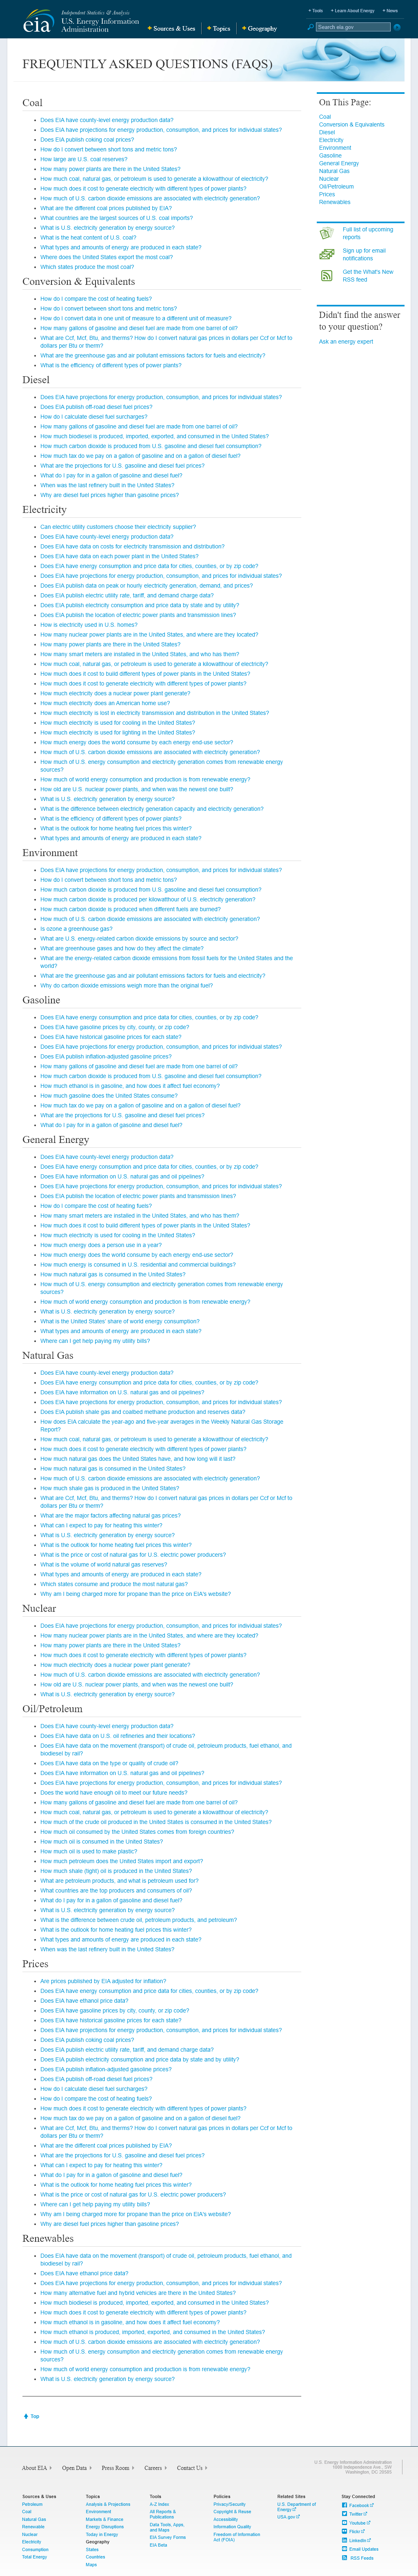 Independent Statistics & Analysis
eia
U.S. Energy Information
Administration
+ Sources & Uses
+ Topics
+ Geography
+ Tools
+ Learn About Energy
+ News
Search eia.gov
FREQUENTLY ASKED QUESTIONS (FAQS)
Coal
Does EIA have county-level energy production data?
Does EIA have projections for energy production, consumption, and prices for individual states?
Does EIA publish coking coal prices?
How do I convert between short tons and metric tons?
How large are U.S. coal reserves?
How many power plants are there in the United States?
How much coal, natural gas, or petroleum is used to generate a kilowatthour of electricity?
How much does it cost to generate electricity with different types of power plants?
How much of U.S. carbon dioxide emissions are associated with electricity generation?
What are the different coal prices published by EIA?
What countries are the largest sources of U.S. coal imports?
What is U.S. electricity generation by energy source?
What is the heat content of U.S. coal?
What types and amounts of energy are produced in each state?
Where does the United States export the most coal?
Which states produce the most coal?
Conversion & Equivalents
How do I compare the cost of heating fuels?
How do I convert between short tons and metric tons?
How do I convert data in one unit of measure to a different unit of measure?
How many gallons of gasoline and diesel fuel are made from one barrel of oil?
What are Ccf, Mcf, Btu, and therms? How do I convert natural gas prices in dollars per Ccf or Mcf to
dollars per Btu or therm?
What are the greenhouse gas and air pollutant emissions factors for fuels and electricity?
What is the efficiency of different types of power plants?
Diesel
Does EIA have projections for energy production, consumption, and prices for individual states?
Does EIA publish off-road diesel fuel prices?
How do I calculate diesel fuel surcharges?
How many gallons of gasoline and diesel fuel are made from one barrel of oil?
How much biodiesel is produced, imported, exported, and consumed in the United States?
How much carbon dioxide is produced from U.S. gasoline and diesel fuel consumption?
How much tax do we pay on a gallon of gasoline and on a gallon of diesel fuel?
What are the projections for U.S. gasoline and diesel fuel prices?
What do I pay for in a gallon of gasoline and diesel fuel?
When was the last refinery built in the United States?
Why are diesel fuel prices higher than gasoline prices?
Electricity
Can electric utility customers choose their electricity supplier?
Does EIA have county-level energy production data?
Does EIA have data on costs for electricity transmission and distribution?
Does EIA have data on each power plant in the United States?
Does EIA have energy consumption and price data for cities, counties, or by zip code?
Does EIA have projections for energy production, consumption, and prices for individual states?
Does EIA publish data on peak or hourly electricity generation, demand, and prices?
Does EIA publish electric utility rate, tariff, and demand charge data?
Does EIA publish electricity consumption and price data by state and by utility?
Does EIA publish the location of electric power plants and transmission lines?
How is electricity used in U.S. homes?
How many nuclear power plants are in the United States, and where are they located?
How many power plants are there in the United States?
How many smart meters are installed in the United States, and who has them?
How much coal, natural gas, or petroleum is used to generate a kilowatthour of electricity?
How much does it cost to build different types of power plants in the United States?
How much does it cost to generate electricity with different types of power plants?
How much electricity does a nuclear power plant generate?
How much electricity does an American home use?
How much electricity is lost in electricity transmission and distribution in the United States?
How much electricity is used for cooling in the United States?
How much electricity is used for lighting in the United States?
How much energy does the world consume by each energy end-use sector?
How much of U.S. carbon dioxide emissions are associated with electricity generation?
How much of U.S. energy consumption and electricity generation comes from renewable energy
sources?
How much of world energy consumption and production is from renewable energy?
How old are U.S. nuclear power plants, and when was the newest one built?
What is U.S. electricity generation by energy source?
What is the difference between electricity generation capacity and electricity generation?
What is the efficiency of different types of power plants?
What is the outlook for home heating fuel prices this winter?
What types and amounts of energy are produced in each state?
Environment
Does EIA have projections for energy production, consumption, and prices for individual states?
How do I convert between short tons and metric tons?
How much carbon dioxide is produced from U.S. gasoline and diesel fuel consumption?
How much carbon dioxide is produced per kilowatthour of U.S. electricity generation?
How much carbon dioxide is produced when different fuels are burned?
How much of U.S. carbon dioxide emissions are associated with electricity generation?
Is ozone a greenhouse gas?
What are U.S. energy-related carbon dioxide emissions by source and sector?
What are greenhouse gases and how do they affect the climate?
What are the energy-related carbon dioxide emissions from fossil fuels for the United States and the
world?
What are the greenhouse gas and air pollutant emissions factors for fuels and electricity?
Why do carbon dioxide emissions weigh more than the original fuel?
Gasoline
Does EIA have energy consumption and price data for cities, counties, or by zip code?
Does EIA have gasoline prices by city, county, or zip code?
Does EIA have historical gasoline prices for each state?
Does EIA have projections for energy production, consumption, and prices for individual states?
Does EIA publish inflation-adjusted gasoline prices?
How many gallons of gasoline and diesel fuel are made from one barrel of oil?
How much carbon dioxide is produced from U.S. gasoline and diesel fuel consumption?
How much ethanol is in gasoline, and how does it affect fuel economy?
How much gasoline does the United States consume?
How much tax do we pay on a gallon of gasoline and on a gallon of diesel fuel?
What are the projections for U.S. gasoline and diesel fuel prices?
What do I pay for in a gallon of gasoline and diesel fuel?
General Energy
Does EIA have county-level energy production data?
Does EIA have energy consumption and price data for cities, counties, or by zip code?
Does EIA have information on U.S. natural gas and oil pipelines?
Does EIA have projections for energy production, consumption, and prices for individual states?
Does EIA publish the location of electric power plants and transmission lines?
How do I compare the cost of heating fuels?
How many smart meters are installed in the United States, and who has them?
How much does it cost to build different types of power plants in the United States?
How much electricity is used for cooling in the United States?
How much energy does a person use in a year?
How much energy does the world consume by each energy end-use sector?
How much energy is consumed in U.S. residential and commercial buildings?
How much natural gas is consumed in the United States?
How much of U.S. energy consumption and electricity generation comes from renewable energy
sources?
How much of world energy consumption and production is from renewable energy?
What is U.S. electricity generation by energy source?
What is the United States' share of world energy consumption?
What types and amounts of energy are produced in each state?
Where can I get help paying my utility bills?
Natural Gas
Does EIA have county-level energy production data?
Does EIA have energy consumption and price data for cities, counties, or by zip code?
Does EIA have information on U.S. natural gas and oil pipelines?
Does EIA have projections for energy production, consumption, and prices for individual states?
Does EIA publish shale gas and coalbed methane production and reserves data?
How does EIA calculate the year-ago and five-year averages in the Weekly Natural Gas Storage
Report?
How much coal, natural gas, or petroleum is used to generate a kilowatthour of electricity?
How much does it cost to generate electricity with different types of power plants?
How much natural gas does the United States have, and how long will it last?
How much natural gas is consumed in the United States?
How much of U.S. carbon dioxide emissions are associated with electricity generation?
How much shale gas is produced in the United States?
What are Ccf, Mcf, Btu, and therms? How do I convert natural gas prices in dollars per Ccf or Mcf to
dollars per Btu or therm?
What are the major factors affecting natural gas prices?
What can I expect to pay for heating this winter?
What is U.S. electricity generation by energy source?
What is the outlook for home heating fuel prices this winter?
What is the price or cost of natural gas for U.S. electric power producers?
What is the volume of world natural gas reserves?
What types and amounts of energy are produced in each state?
Which states consume and produce the most natural gas?
Why am I being charged more for propane than the price on EIA's website?
Nuclear
Does EIA have projections for energy production, consumption, and prices for individual states?
How many nuclear power plants are in the United States, and where are they located?
How many power plants are there in the United States?
How much does it cost to generate electricity with different types of power plants?
How much electricity does a nuclear power plant generate?
How much of U.S. carbon dioxide emissions are associated with electricity generation?
How old are U.S. nuclear power plants, and when was the newest one built?
What is U.S. electricity generation by energy source?
Oil/Petroleum
Does EIA have county-level energy production data?
Does EIA have data on U.S. oil refineries and their locations?
Does EIA have data on the movement (transport) of crude oil, petroleum products, fuel ethanol, and
biodiesel by rail?
Does EIA have data on the type or quality of crude oil?
Does EIA have information on U.S. natural gas and oil pipelines?
Does EIA have projections for energy production, consumption, and prices for individual states?
Does the world have enough oil to meet our future needs?
How many gallons of gasoline and diesel fuel are made from one barrel of oil?
How much coal, natural gas, or petroleum is used to generate a kilowatthour of electricity?
How much of the crude oil produced in the United States is consumed in the United States?
How much oil consumed by the United States comes from foreign countries?
How much oil is consumed in the United States?
How much oil is used to make plastic?
How much petroleum does the United States import and export?
How much shale (tight) oil is produced in the United States?
What are petroleum products, and what is petroleum used for?
What countries are the top producers and consumers of oil?
What do I pay for in a gallon of gasoline and diesel fuel?
What is U.S. electricity generation by energy source?
What is the difference between crude oil, petroleum products, and petroleum?
What is the outlook for home heating fuel prices this winter?
What types and amounts of energy are produced in each state?
When was the last refinery built in the United States?
Prices
Are prices published by EIA adjusted for inflation?
Does EIA have energy consumption and price data for cities, counties, or by zip code?
Does EIA have ethanol price data?
Does EIA have gasoline prices by city, county, or zip code?
Does EIA have historical gasoline prices for each state?
Does EIA have projections for energy production, consumption, and prices for individual states?
Does EIA publish coking coal prices?
Does EIA publish electric utility rate, tariff, and demand charge data?
Does EIA publish electricity consumption and price data by state and by utility?
Does EIA publish inflation-adjusted gasoline prices?
Does EIA publish off-road diesel fuel prices?
How do I calculate diesel fuel surcharges?
How do I compare the cost of heating fuels?
How much does it cost to generate electricity with different types of power plants?
How much tax do we pay on a gallon of gasoline and on a gallon of diesel fuel?
What are Ccf, Mcf, Btu, and therms? How do I convert natural gas prices in dollars per Ccf or Mcf to
dollars per Btu or therm?
What are the different coal prices published by EIA?
What are the projections for U.S. gasoline and diesel fuel prices?
What can I expect to pay for heating this winter?
What do I pay for in a gallon of gasoline and diesel fuel?
What is the outlook for home heating fuel prices this winter?
What is the price or cost of natural gas for U.S. electric power producers?
Where can I get help paying my utility bills?
Why am I being charged more for propane than the price on EIA's website?
Why are diesel fuel prices higher than gasoline prices?
Renewables
Does EIA have data on the movement (transport) of crude oil, petroleum products, fuel ethanol, and
biodiesel by rail?
Does EIA have ethanol price data?
Does EIA have projections for energy production, consumption, and prices for individual states?
How many alternative fuel and hybrid vehicles are there in the United States?
How much biodiesel is produced, imported, exported, and consumed in the United States?
How much does it cost to generate electricity with different types of power plants?
How much ethanol is in gasoline, and how does it affect fuel economy?
How much ethanol is produced, imported, exported, and consumed in the United States?
How much of U.S. carbon dioxide emissions are associated with electricity generation?
How much of U.S. energy consumption and electricity generation comes from renewable energy
sources?
How much of world energy consumption and production is from renewable energy?
What is U.S. electricity generation by energy source?
Top
On This Page:
Coal
Conversion & Equivalents
Diesel
Electricity
Environment
Gasoline
General Energy
Natural Gas
Nuclear
Oil/Petroleum
Prices
Renewables
Full list of upcoming
reports
Sign up for email
notifications
Get the What's New
RSS feed
Didn't find the answer
to your question?
Ask an energy expert
About EIA
Open Data
Press Room
Careers
Contact Us
U.S. Energy Information Administration
1000 Independence Ave., SW
Washington, DC 20585
Sources & Uses
Petroleum
Coal
Natural Gas
Renewable
Nuclear
Electricity
Consumption
Total Energy
Topics
Analysis & Projections
Environment
Markets & Finance
Energy Disruptions
Today in Energy
Geography
States
Countries
Maps
Tools
A-Z Index
All Reports &
Publications
Data Tools, Apps,
and Maps
EIA Survey Forms
EIA Beta
Policies
Privacy/Security
Copyright & Reuse
Accessibility
Information Quality
Freedom of Information
Act (FOIA)
Related Sites
U.S. Department of
Energy
USA.gov
Stay Connected
Facebook
Twitter
Youtube
Flickr
LinkedIn
Email Updates
RSS Feeds